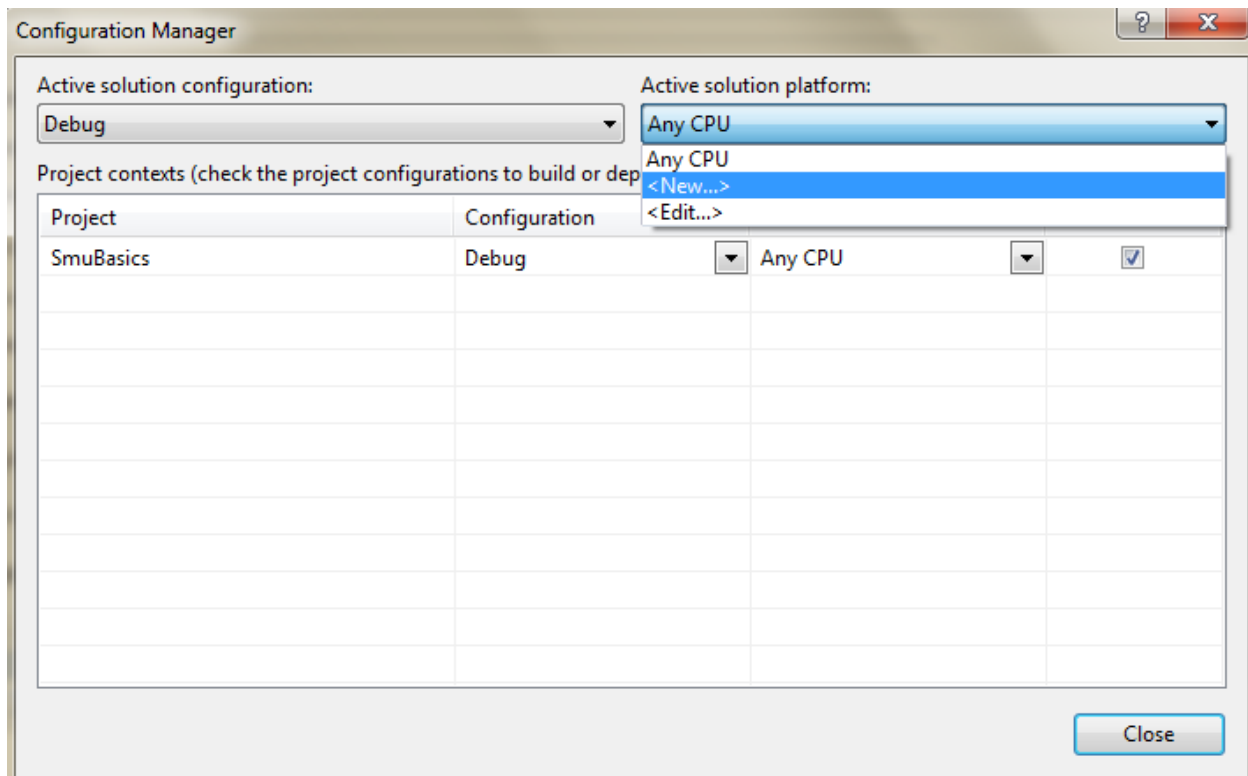 Configuration Manager
?
Active solution configuration:
Active solution platform:
Debug
Any CPU
Any CPU
<New...>
<Edit...>
Project contexts (check the project configurations to build or dep
Project
Configuration
SmuBasics
Debug
Any CPU
Close